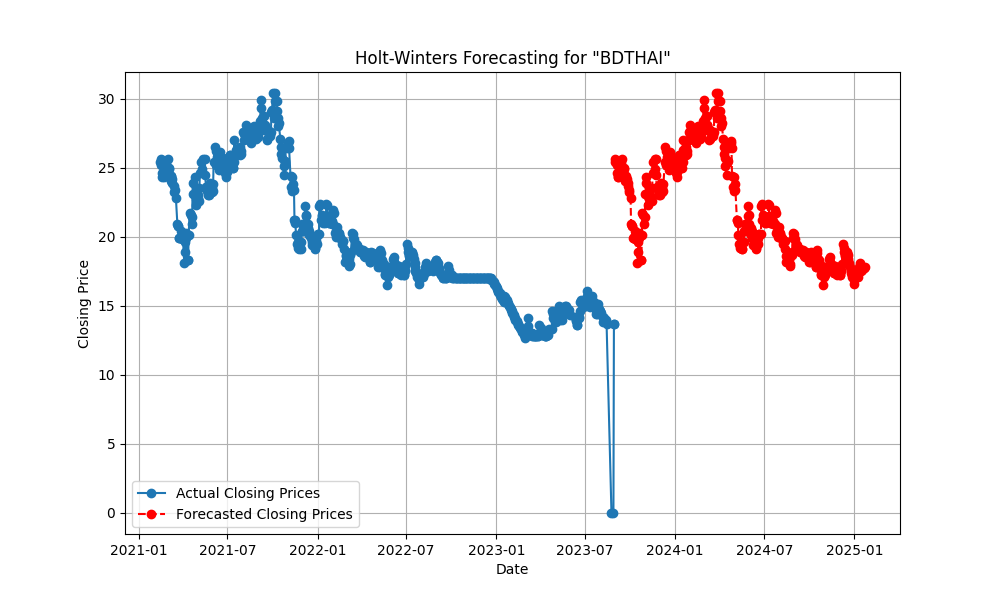 Holt-Winters Forecasting for "BDTHAI"
30
25
20
15
10
5
0
Closing Price
Actual Closing Prices
Forecasted Closing Prices
2021-01 2021-07 2022-01 2022-07 2023-01 2023-07 2024-01 2024-07 2025-01
Date